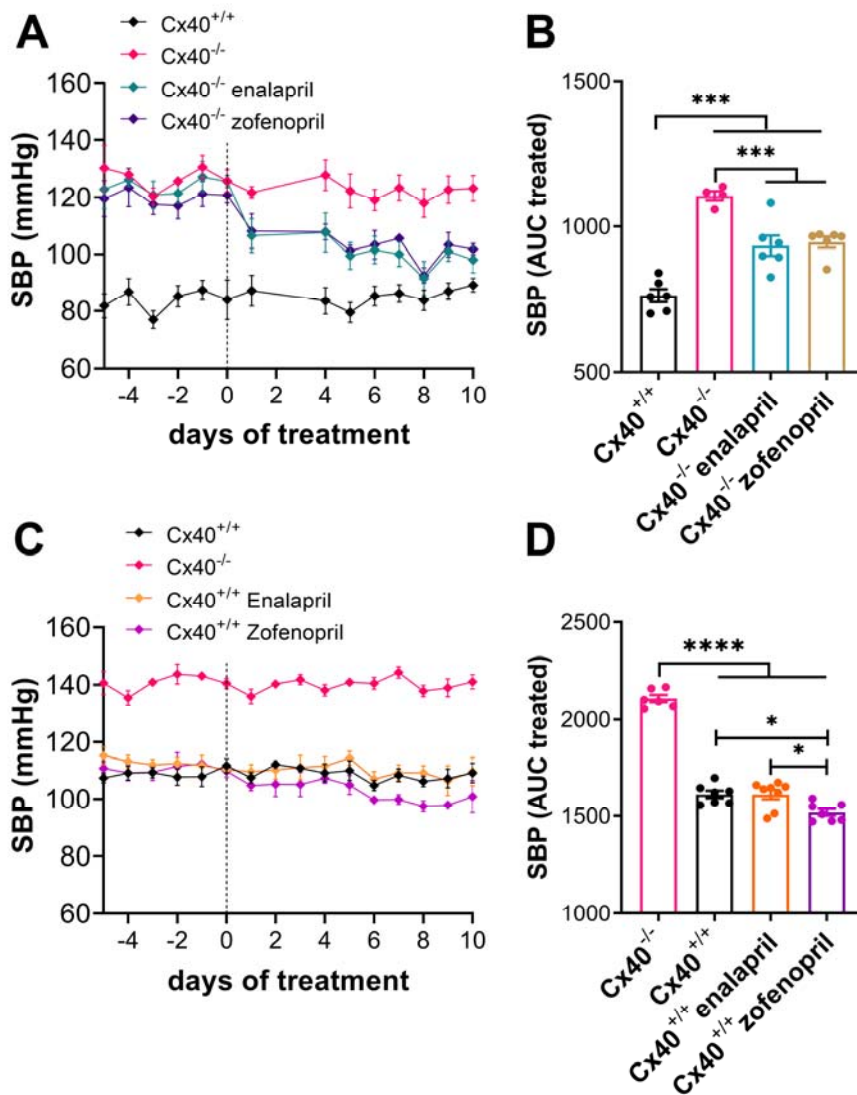 A
Cx40+/+
Cx40-/-
Cx40-/- enalapril
Cx40-/- zofenopril
SBP (mmHg)
160
140
120
100
80
60
-4 -2 0 2 4 6 8 10
days of treatment
B
SBP (AUC treated)
1500
1000
500
***
***
Cx40+/+
Cx40-/-
Cx40-/- enalapril
Cx40-/- zofenopril
C
Cx40+/+
Cx40-/-
Cx40+/+ Enalapril
Cx40+/+ Zofenopril
SBP (mmHg)
160
140
120
100
80
60
-4 -2 0 2 4 6 8 10
days of treatment
D
SBP (AUC treated)
2500
2000
1500
1000
****
*
*
Cx40-/-
Cx40+/+
Cx40+/+ enalapril
Cx40+/+ zofenopril